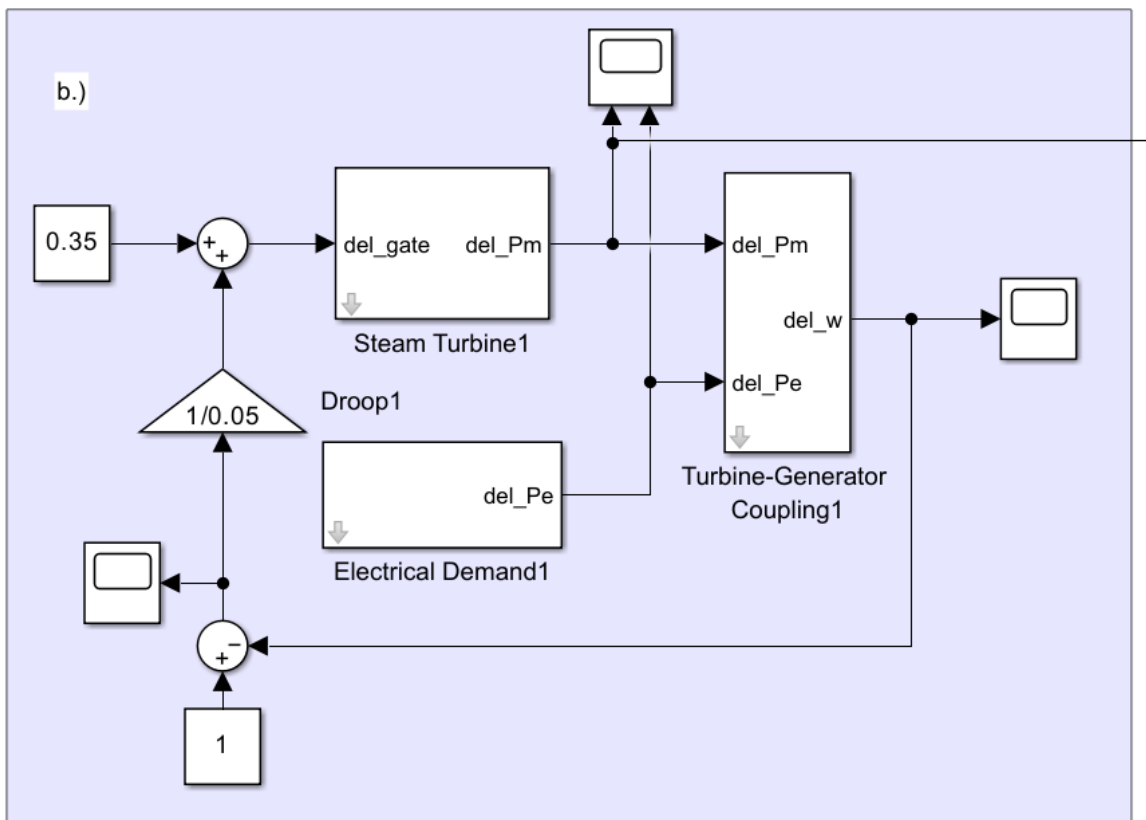 b.)
0.35
+
+
del_gate
del_Pm
Steam Turbine1
del_Pm
del_w
del_Pe
Turbine-Generator
Coupling1
1/0.05
Droop1
del_Pe
Electrical Demand1
−
+
1